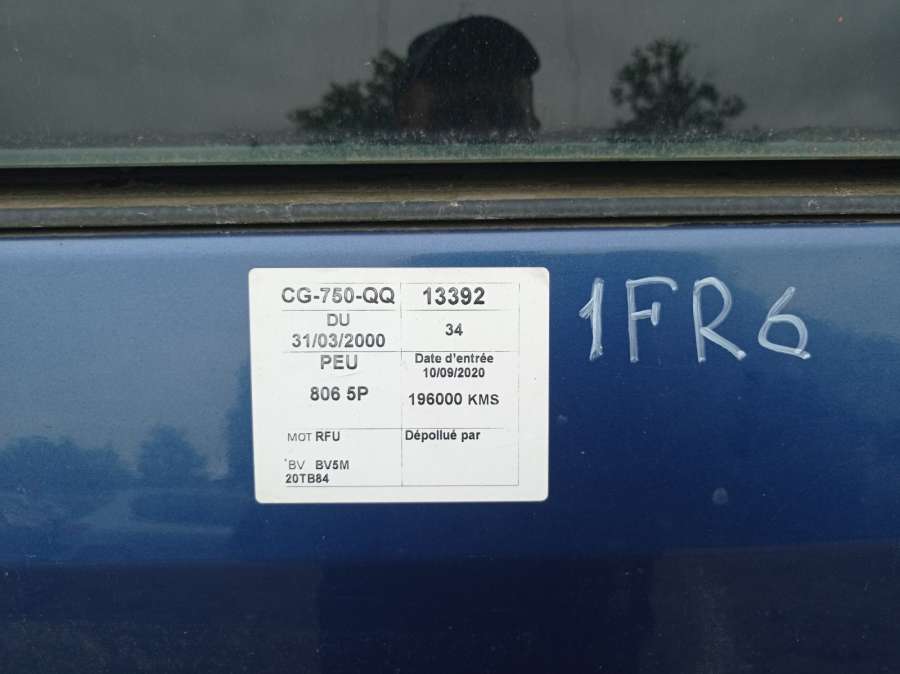 CG-750-QQ 13392
DU 34
31/03/2000
PEU Date d'entrée
10/09/2020
806 5P 196000 KMS
MOT RFU Dépollué par
*BV BV5M
20TB84
1FR6